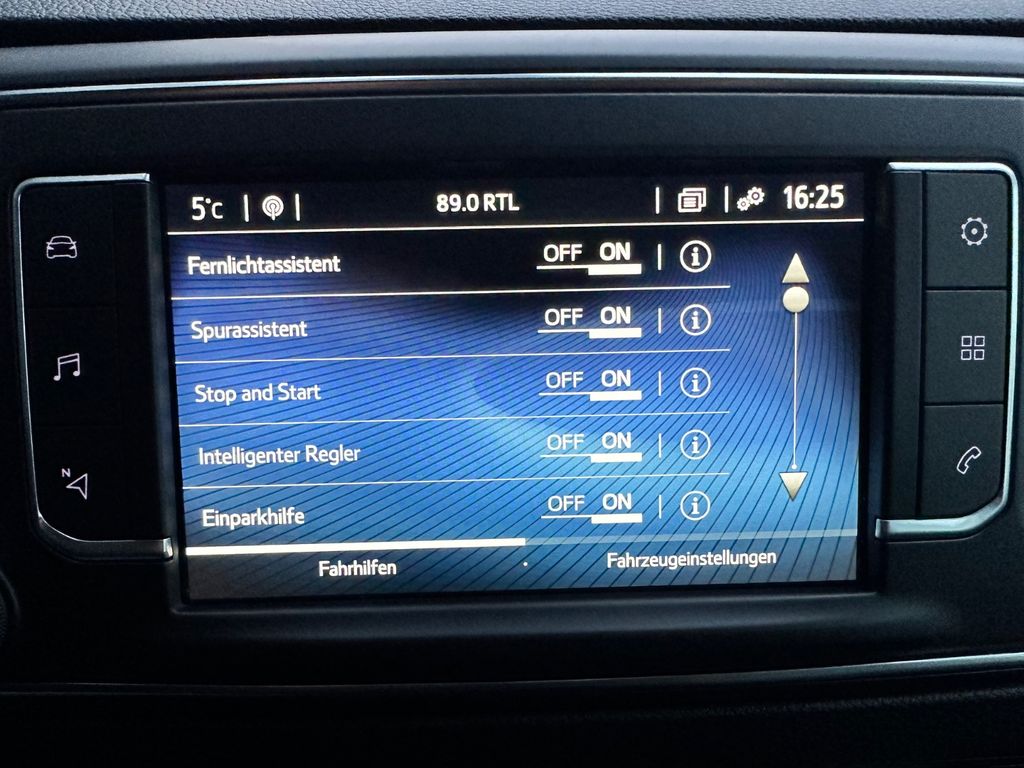 5°C 89.0 RTL 16:25
Fernlichtassistent OFF ON i
Spurassistent OFF ON i
Stop and Start OFF ON i
Intelligenter Regler OFF ON i
Einparkhilfe OFF ON i
Fahrhilfen Fahrzeugeinstellungen
N